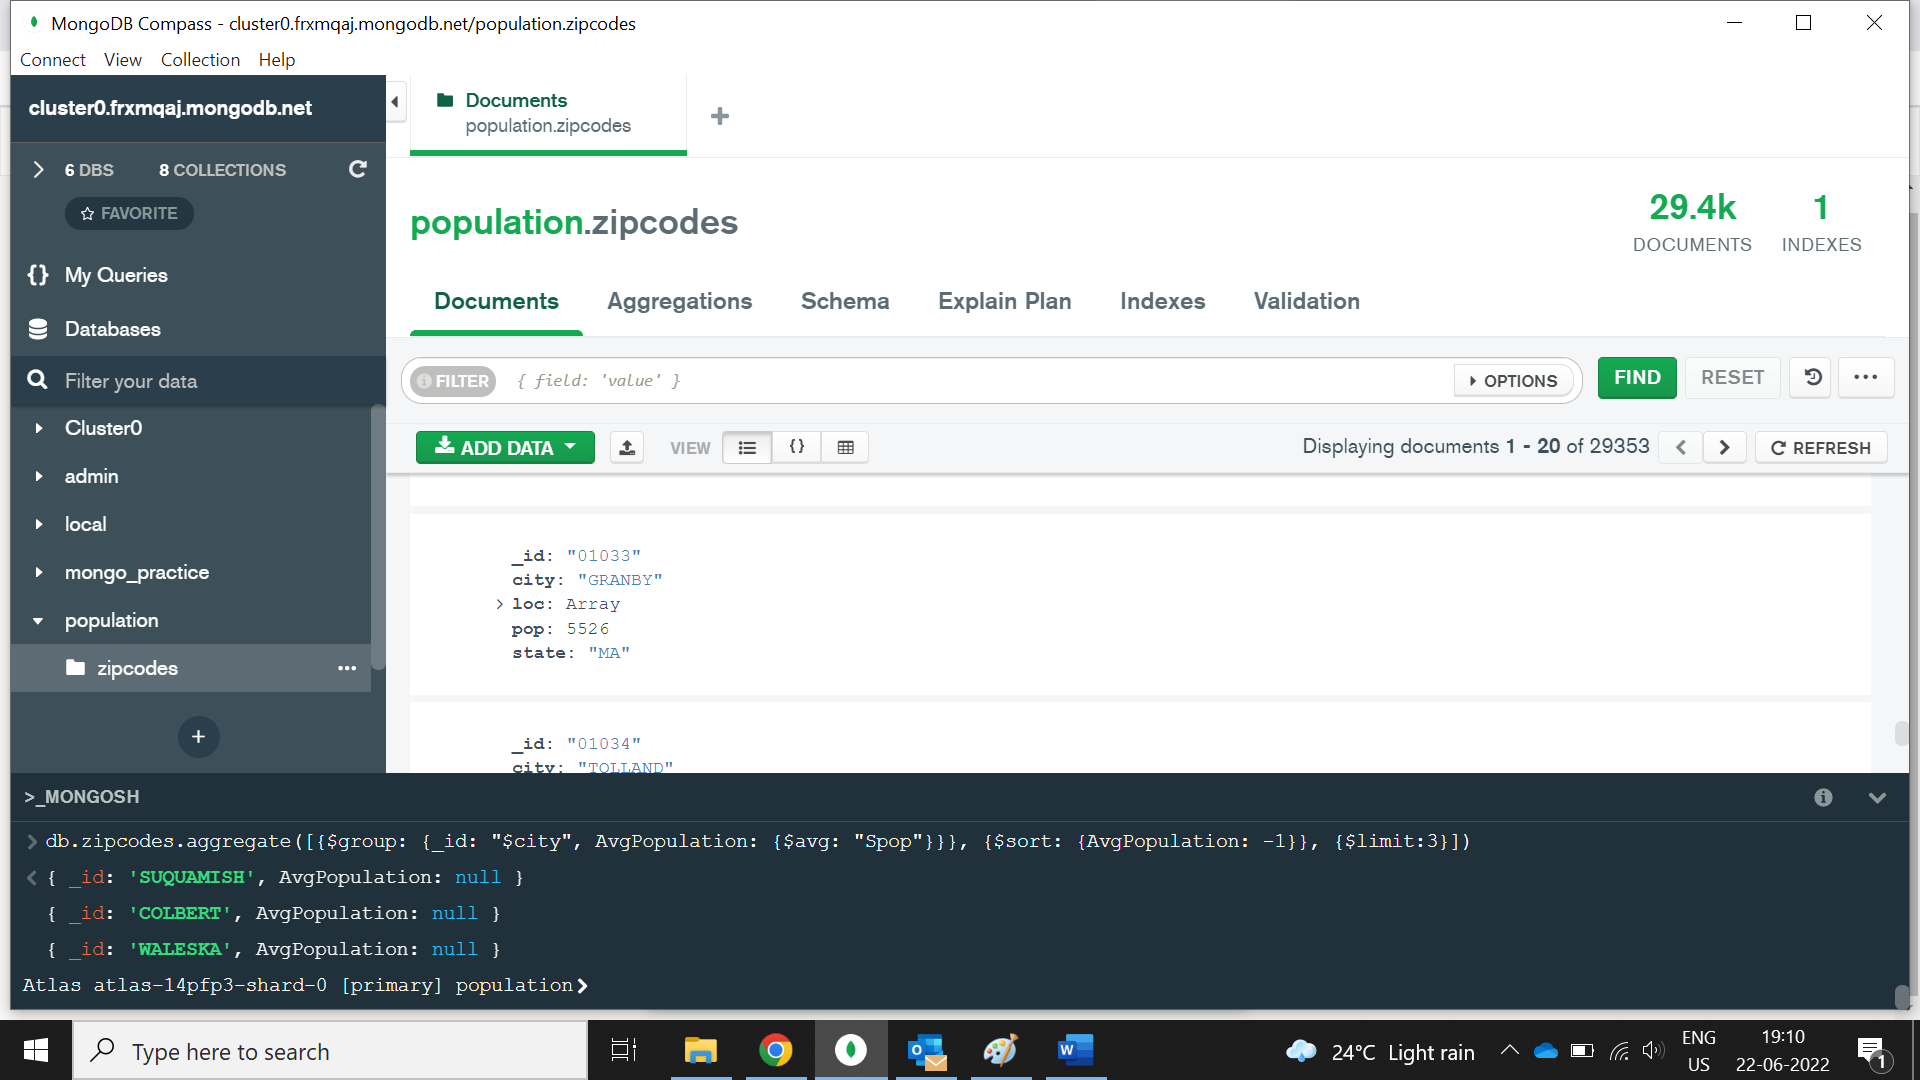 MongoDB Compass - cluster0.frxmqaj.mongodb.net/population.zipcodes
Connect View Collection Help
cluster0.frxmqaj.mongodb.net
6 DBS 8 COLLECTIONS
FAVORITE
{} My Queries
Databases
Filter your data
Cluster0
admin
local
mongo_practice
population
zipcodes
Documents
population.zipcodes
population.zipcodes
29.4k
DOCUMENTS
1
INDEXES
Documents Aggregations Schema Explain Plan Indexes Validation
FILTER { field: 'value' } OPTIONS FIND RESET
ADD DATA VIEW {} Displaying documents 1 - 20 of 29353 REFRESH
_id: "01033"
city: "GRANBY"
loc: Array
pop: 5526
state: "MA"
_id: "01034"
city: "TOLLAND"
>_MONGOSH
db.zipcodes.aggregate([{$group: {_id: "$city", AvgPopulation: {$avg: "Spop"}}}, {$sort: {AvgPopulation: -1}}, {$limit:3}])
{ _id: 'SUQUAMISH', AvgPopulation: null }
{ _id: 'COLBERT', AvgPopulation: null }
{ _id: 'WALESKA', AvgPopulation: null }
Atlas atlas-14pfp3-shard-0 [primary] population>
Type here to search
24°C Light rain
ENG
US
19:10
22-06-2022
1